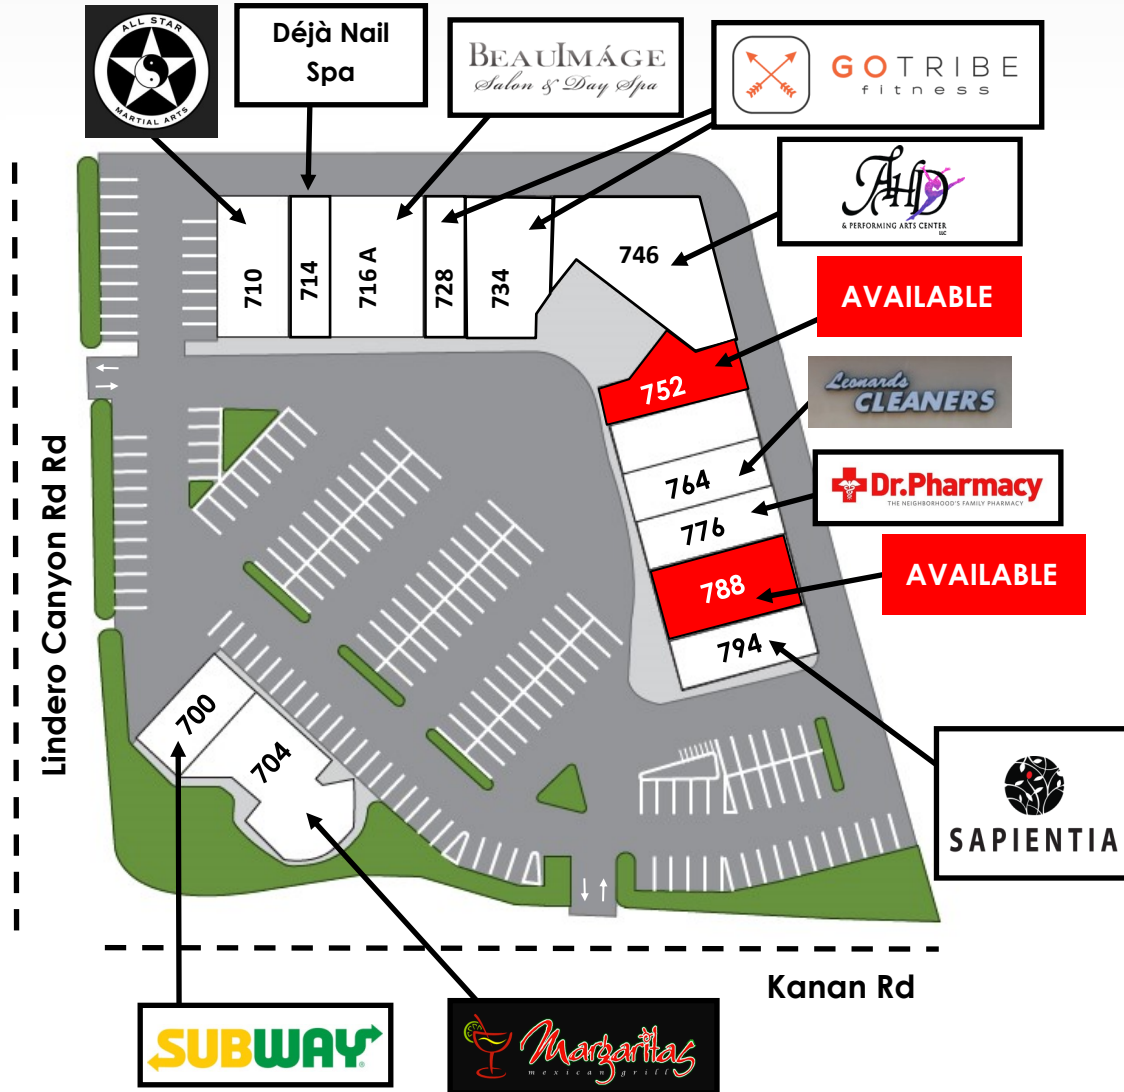 ALL STAR
MARTIAL ARTS
Déjà Nail
Spa
BEAUIMÁGE
Salon & Day Spa
GOTRIBE
fitness
AHD
& PERFORMING ARTS CENTER
LLC
710
714
716 A
728
734
746
AVAILABLE
752
Leonards
CLEANERS
764
Dr.Pharmacy
THE NEIGHBORHOOD'S FAMILY PHARMACY
776
AVAILABLE
788
794
SAPIENTIA
Lindero Canyon Rd Rd
700
704
Kanan Rd
SUBWAY
Margaritas
mexican grill